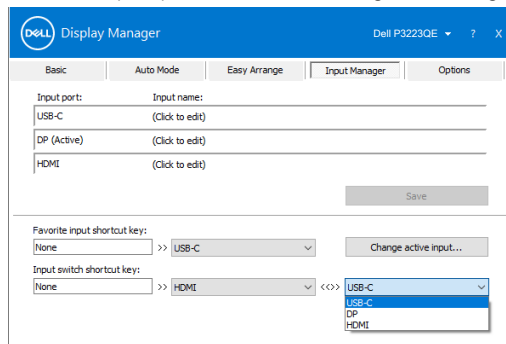 DELL Display Manager Dell P3223QE ? X
Basic Auto Mode Easy Arrange Input Manager Options
Input port: Input name:
USB-C (Click to edit)
DP (Active) (Click to edit)
HDMI (Click to edit)
Save
Favorite input shortcut key:
None >> USB-C Change active input...
Input switch shortcut key:
None >> HDMI <<>> USB-C
USB-C
DP
HDMI